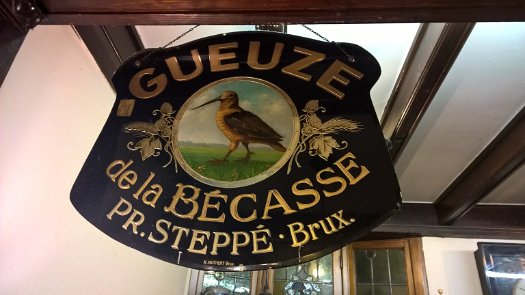 GUEUZE
de la BÉCASSE
PR. STEPPÉ · Brux.